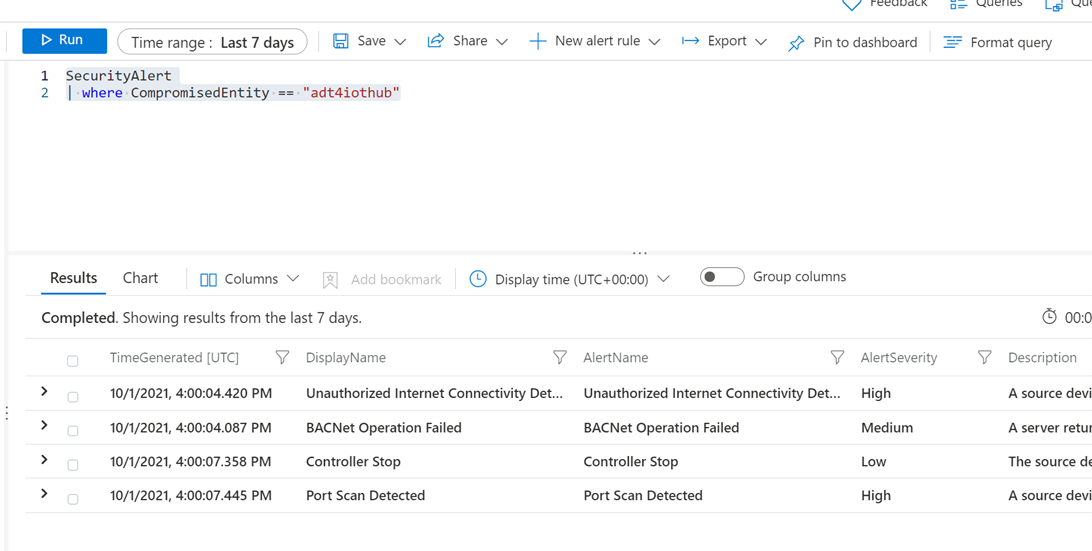 Feedback Queries
Run Time range : Last 7 days Save Share New alert rule Export Pin to dashboard Format query
1 SecurityAlert
2 | where CompromisedEntity == "adt4iothub"
...
Results Chart Columns Add bookmark Display time (UTC+00:00) Group columns
Completed. Showing results from the last 7 days. 00:0
TimeGenerated [UTC] DisplayName AlertName AlertSeverity Description
10/1/2021, 4:00:04.420 PM Unauthorized Internet Connectivity Det... Unauthorized Internet Connectivity Det... High A source devi
10/1/2021, 4:00:04.087 PM BACNet Operation Failed BACNet Operation Failed Medium A server retur
10/1/2021, 4:00:07.358 PM Controller Stop Controller Stop Low The source de
10/1/2021, 4:00:07.445 PM Port Scan Detected Port Scan Detected High A source devi